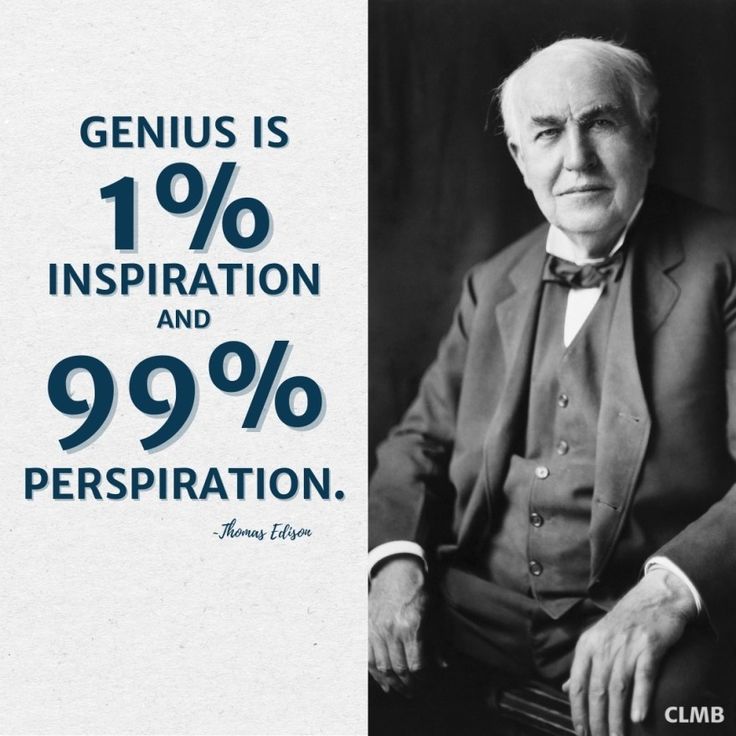 GENIUS IS
1%
INSPIRATION
AND
99%
PERSPIRATION.
-Thomas Edison
CLMB